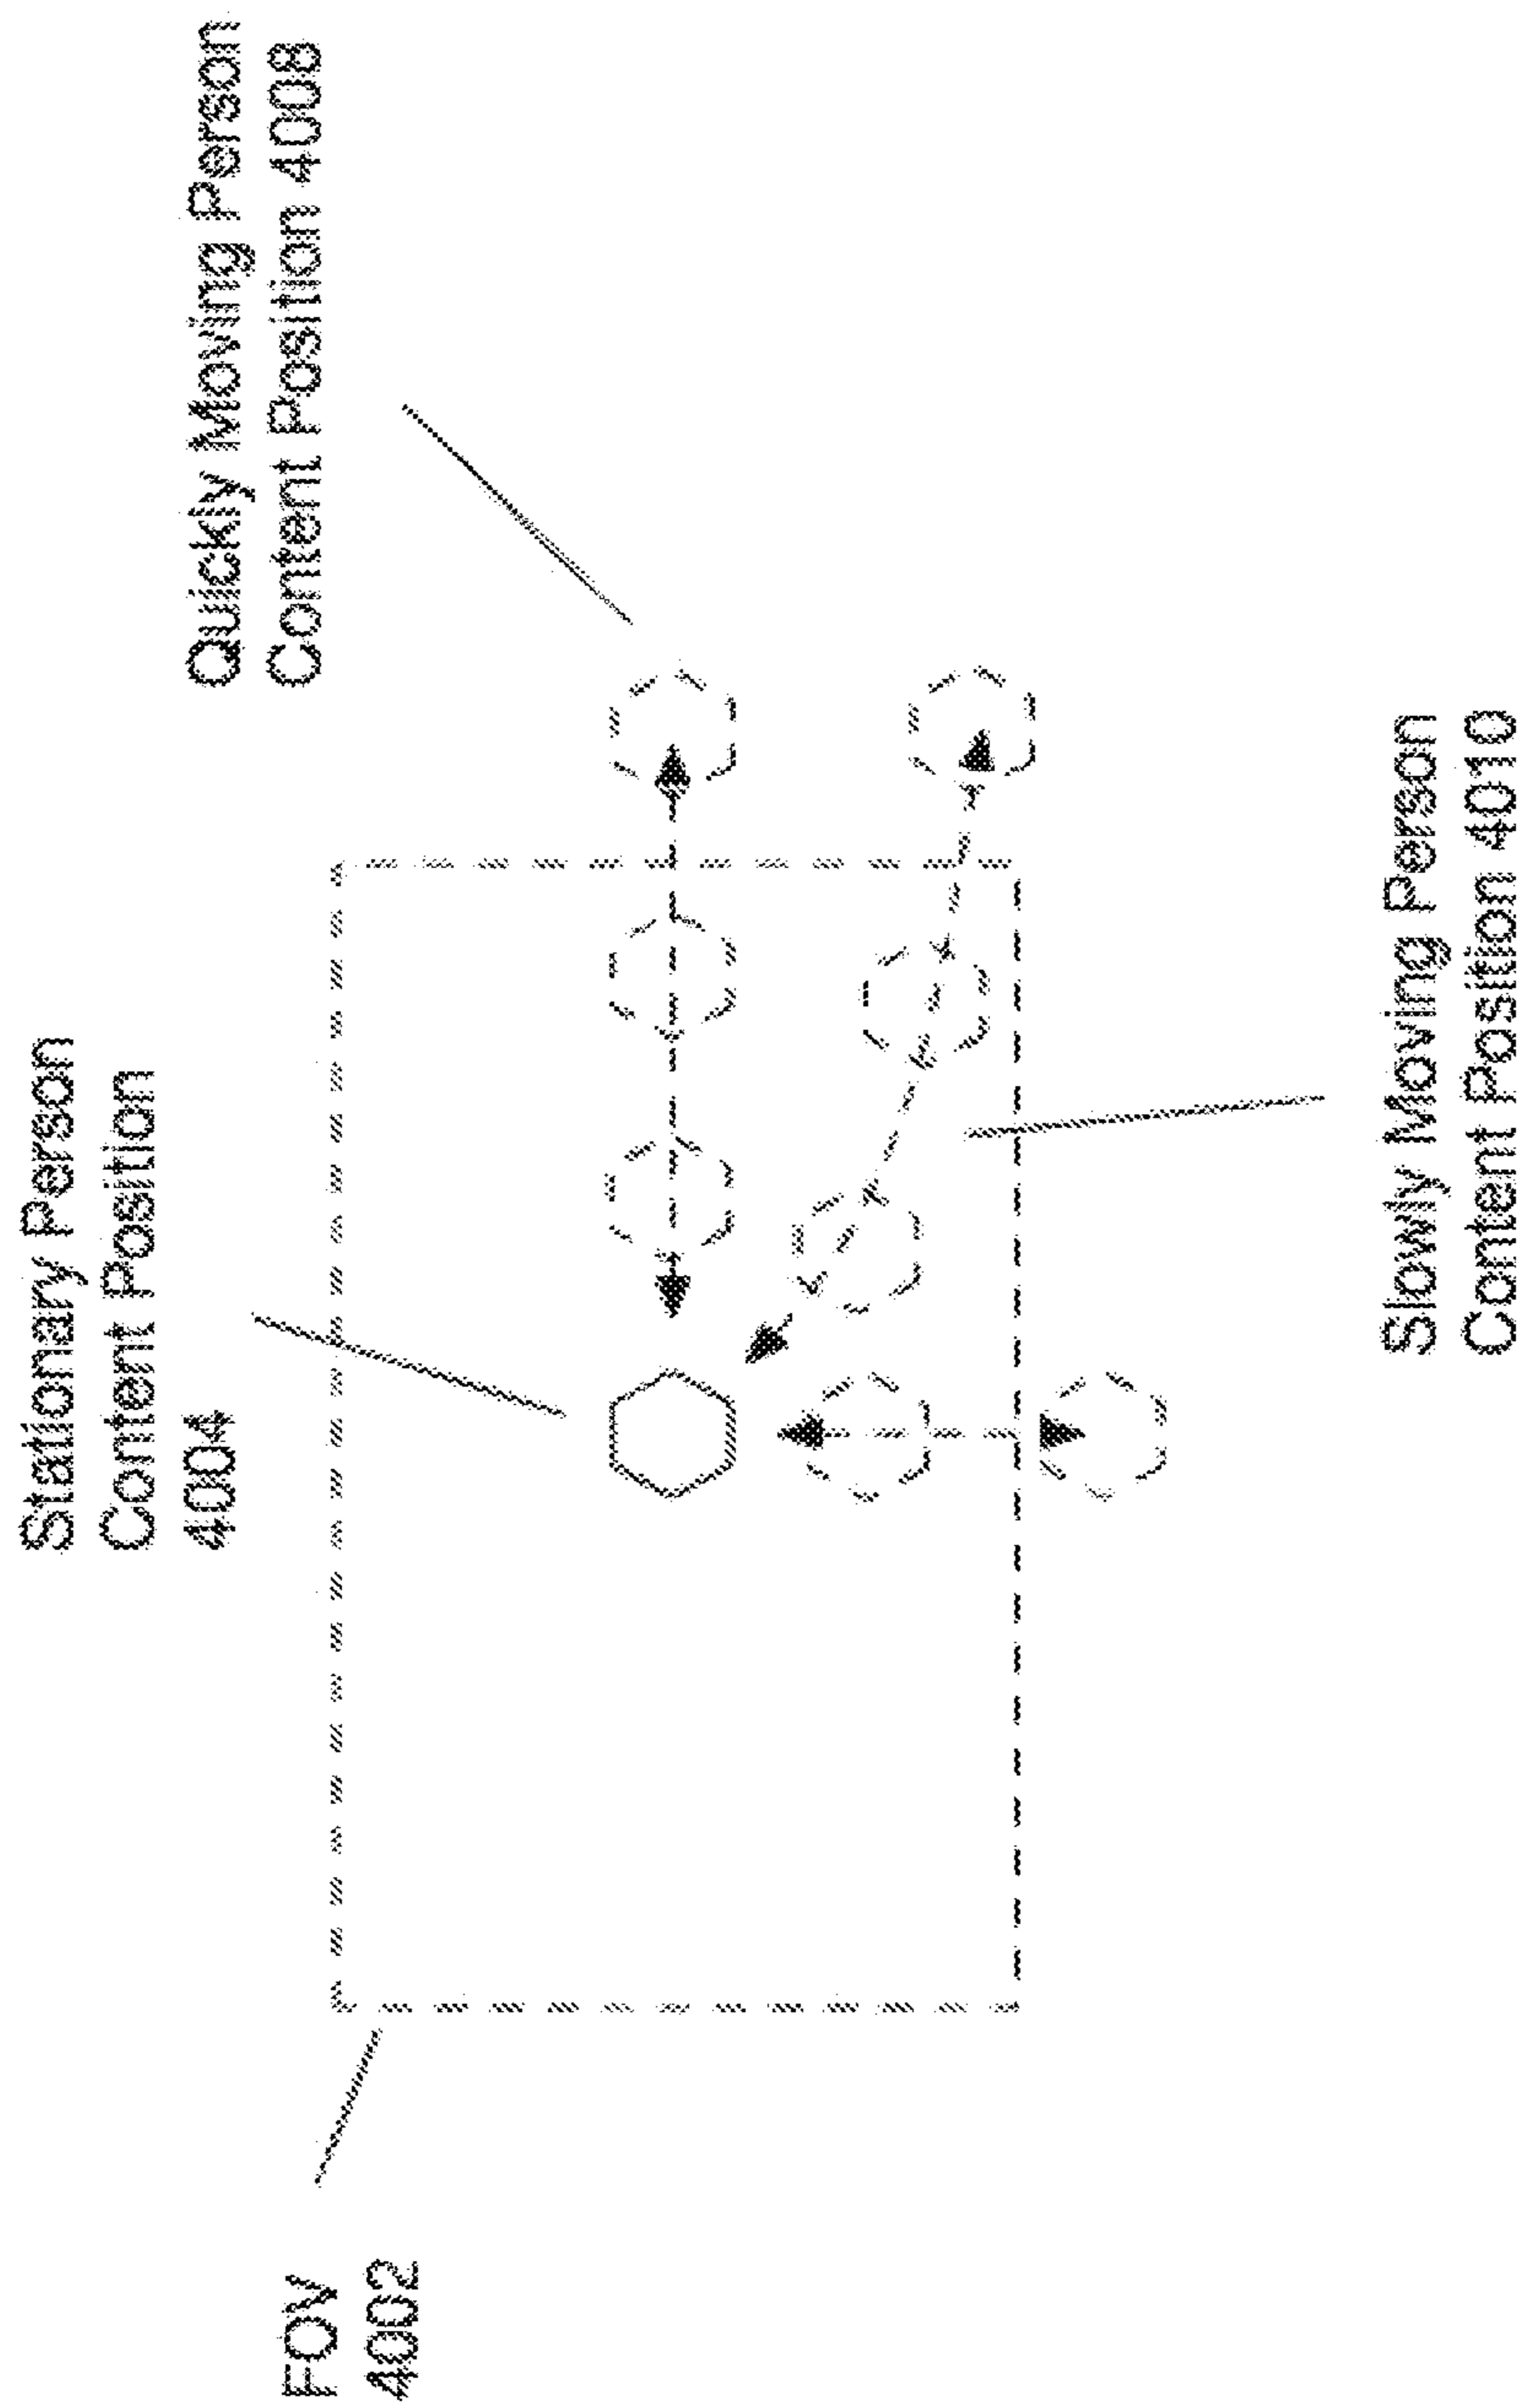 Stationary Person
Content Position
4004
Quickly Moving Person
Content Position 4008
FOV
4002
Slowly Moving Person
Content Position 4010